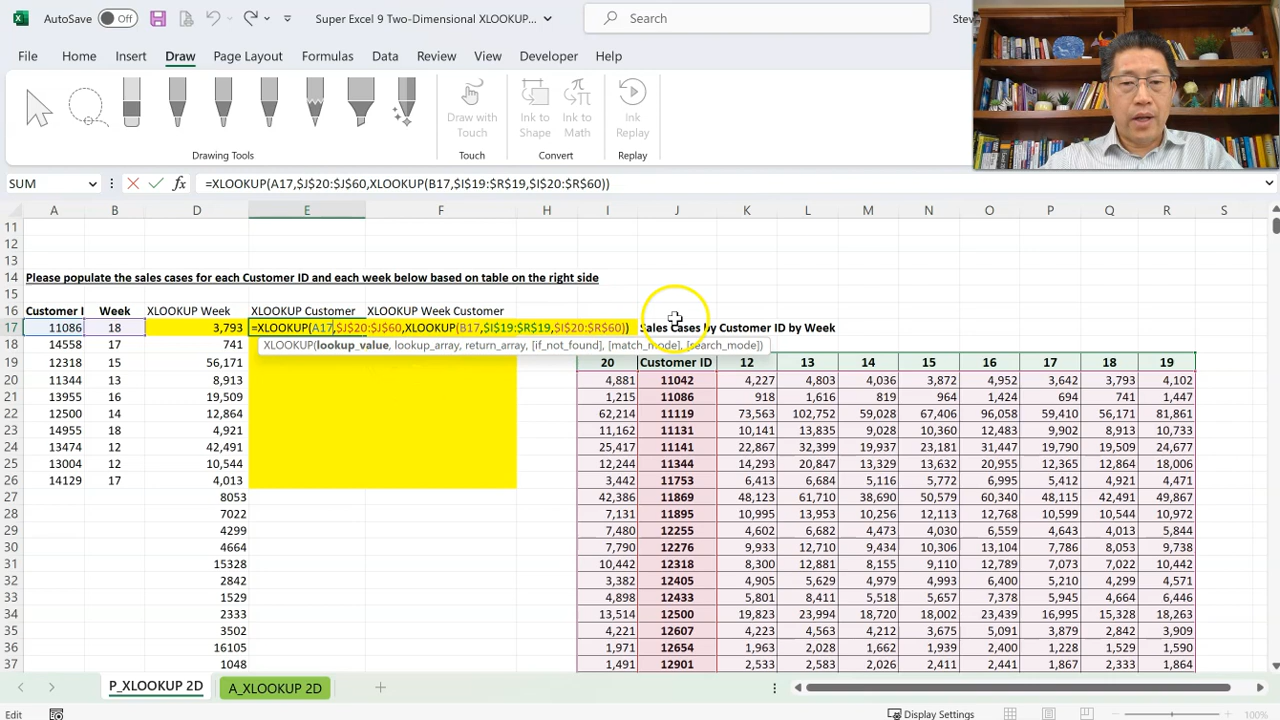 AutoSave Off Super Excel 9 Two-Dimensional XLOOKUP... Search Stev
File Home Insert Draw Page Layout Formulas Data Review View Developer Help
Draw with Touch Ink to Shape Ink to Math Ink Replay
Drawing Tools Touch Convert Replay
SUM fx =XLOOKUP(A17,$J$20:$J$60,XLOOKUP(B17,$I$19:$R$19,$I$20:$R$60))
A B D E F H I J K L M N O P Q R S
11
12
13
14 Please populate the sales cases for each Customer ID and each week below based on table on the right side
15
16 Customer I Week XLOOKUP Week XLOOKUP Customer XLOOKUP Week Customer
17 11086 18 3,793 =XLOOKUP(A17,$J$20:$J$60,XLOOKUP(B17,$I$19:$R$19,$I$20:$R$60)) Sales Cases by Customer ID by Week
18 14558 17 741 XLOOKUP(lookup_value, lookup_array, return_array, [if_not_found], [match_mode], [search_mode])
19 12318 15 56,171 20 Customer ID 12 13 14 15 16 17 18 19
20 11344 13 8,913 4,881 11042 4,227 4,803 4,036 3,872 4,952 3,642 3,793 4,102
21 13955 16 19,509 1,215 11086 918 1,616 819 964 1,424 694 741 1,447
22 12500 14 12,864 62,214 11119 73,563 102,752 59,028 67,406 96,058 59,410 56,171 81,861
23 14955 18 4,921 11,162 11131 10,141 13,835 9,028 10,360 12,483 9,902 8,913 10,733
24 13474 12 42,491 25,417 11141 22,867 32,399 19,937 23,181 31,447 19,790 19,509 24,677
25 13004 12 10,544 12,244 11344 14,293 20,847 13,329 13,632 20,955 12,365 12,864 18,006
26 14129 17 4,013 3,442 11753 6,413 6,684 5,116 5,772 6,995 5,412 4,921 4,471
27 8053 42,386 11869 48,123 61,710 38,690 50,579 60,340 48,115 42,491 49,867
28 7022 7,131 11895 10,995 13,953 10,256 12,113 12,768 10,599 10,544 12,972
29 4299 7,480 12255 4,602 6,682 4,473 4,030 6,559 4,643 4,013 5,844
30 4664 7,790 12276 9,933 12,710 9,434 10,306 13,104 7,786 8,053 9,738
31 15328 10,442 12318 8,300 12,881 8,155 9,110 12,789 7,073 7,022 10,442
32 2842 3,382 12405 4,905 5,629 4,479 4,091 6,400 5,210 4,299 4,571
33 1529 4,898 12433 5,801 8,411 5,518 5,657 7,378 5,945 4,664 6,446
34 2333 13,514 12500 19,823 23,994 18,720 18,002 23,439 16,995 15,328 18,263
35 3502 4,221 12607 4,223 4,563 4,212 3,675 5,091 3,879 2,842 3,909
36 16105 1,971 12654 1,963 2,028 1,662 1,939 2,400 1,228 1,529 1,590
37 1048 1,491 12901 2,533 2,583 2,026 2,411 2,441 1,867 2,333 1,864
P_XLOOKUP 2D A_XLOOKUP 2D
Edit Display Settings 100%